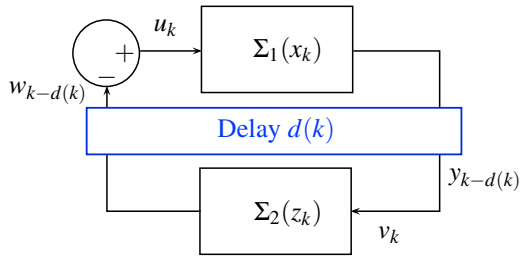 u_k
Σ_1(x_k)
+
−
w_{k−d(k)}
Delay d(k)
y_{k−d(k)}
Σ_2(z_k)
v_k